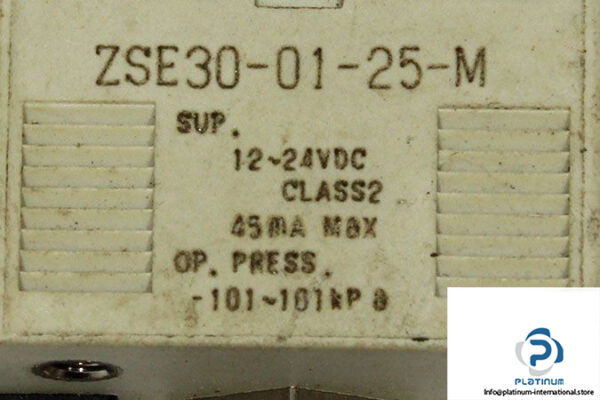 ZSE30-01-25-M
SUP.
12~24VDC
CLASS2
45mA MAX
OP. PRESS.
-101~101kPa
PLATINUM
info@platinum-international.store